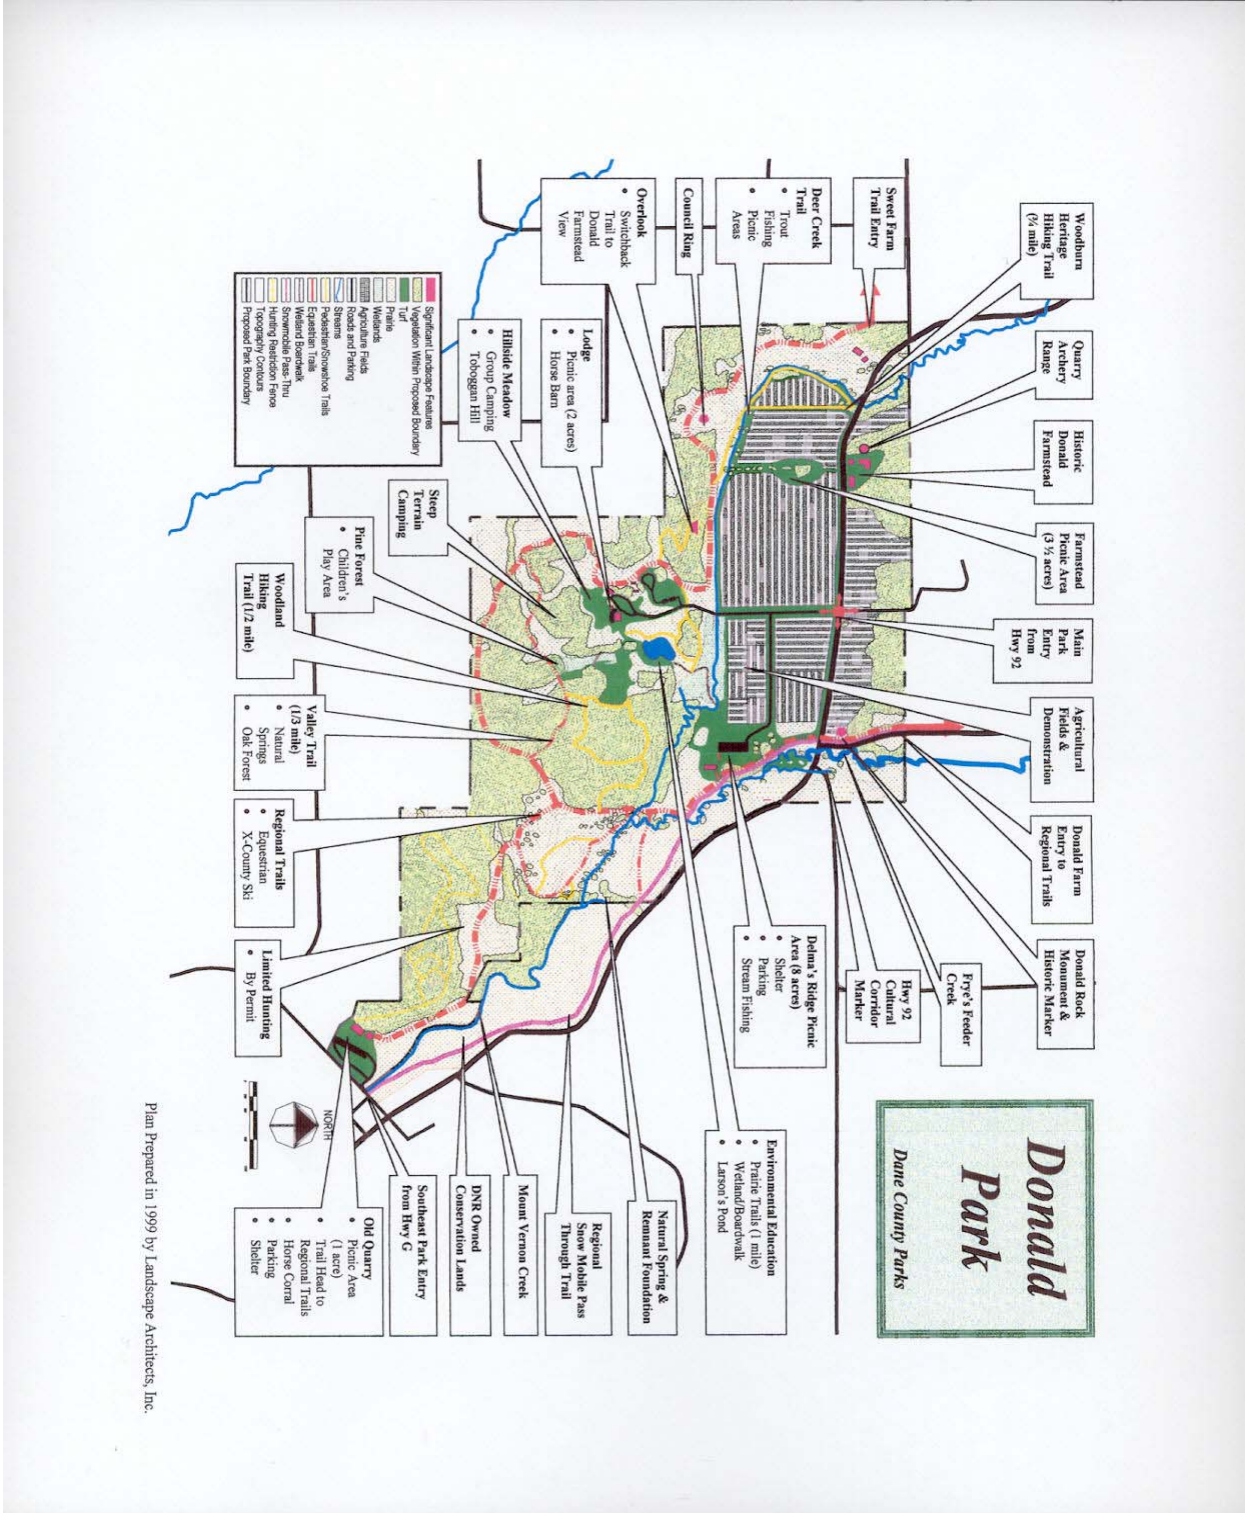 Donald
Park
Dane County Parks
Woodburn
Heritage
Hiking Trail
(¾ mile)
Quarry
Archery
Range
Historic
Donald
Farmstead
Farmstead
Picnic Area
(3 ½ acres)
Main
Park
Entry
from
Hwy 92
Agricultural
Fields &
Demonstration
Donald Farm
Entry to
Regional Trails
Donald Rock
Monument &
Historic Marker
Sweet Farm
Trail Entry
Deer Creek
Trail
• Trout
Fishing
• Picnic
Areas
Council Ring
Overlook
• Switchback
Trail to
Donald
Farmstead
View
Lodge
• Picnic area (2 acres)
• Horse Barn
Hillside Meadow
• Group Camping
• Toboggan Hill
Frye's Feeder
Creek
Hwy 92
Cultural
Corridor
Marker
Delma's Ridge Picnic
Area (8 acres)
• Shelter
• Parking
• Stream Fishing
Environmental Education
• Prairie Trails (1 mile)
• Wetland/Boardwalk
• Larson's Pond
Natural Spring &
Remnant Foundation
Regional
Snow Mobile Pass
Through Trail
Mount Vernon Creek
DNR Owned
Conservation Lands
Southeast Park Entry
from Hwy G
Old Quarry
• Picnic Area
(1 acre)
• Trail Head to
Regional Trails
• Horse Corral
• Parking
• Shelter
Significant Landscape Features
Vegetation Within Proposed Boundary
Turf
Prairie
Wetlands
Agriculture Fields
Roads and Parking
Streams
Pedestrian/Snowshoe Trails
Equestrian Trails
Wetland Boardwalk
Snowmobile Pass-Thru
Hunting Restriction Fence
Topography Contours
Proposed Park Boundary
Steep
Terrain
Camping
Pine Forest
• Children's
Play Area
Woodland
Hiking
Trail (1/2 mile)
Valley Trail
(1/3 mile)
• Natural
Springs
• Oak Forest
Regional Trails
• Equestrian
• X-County Ski
Limited Hunting
• By Permit
NORTH
Plan Prepared in 1999 by Landscape Architects, Inc.